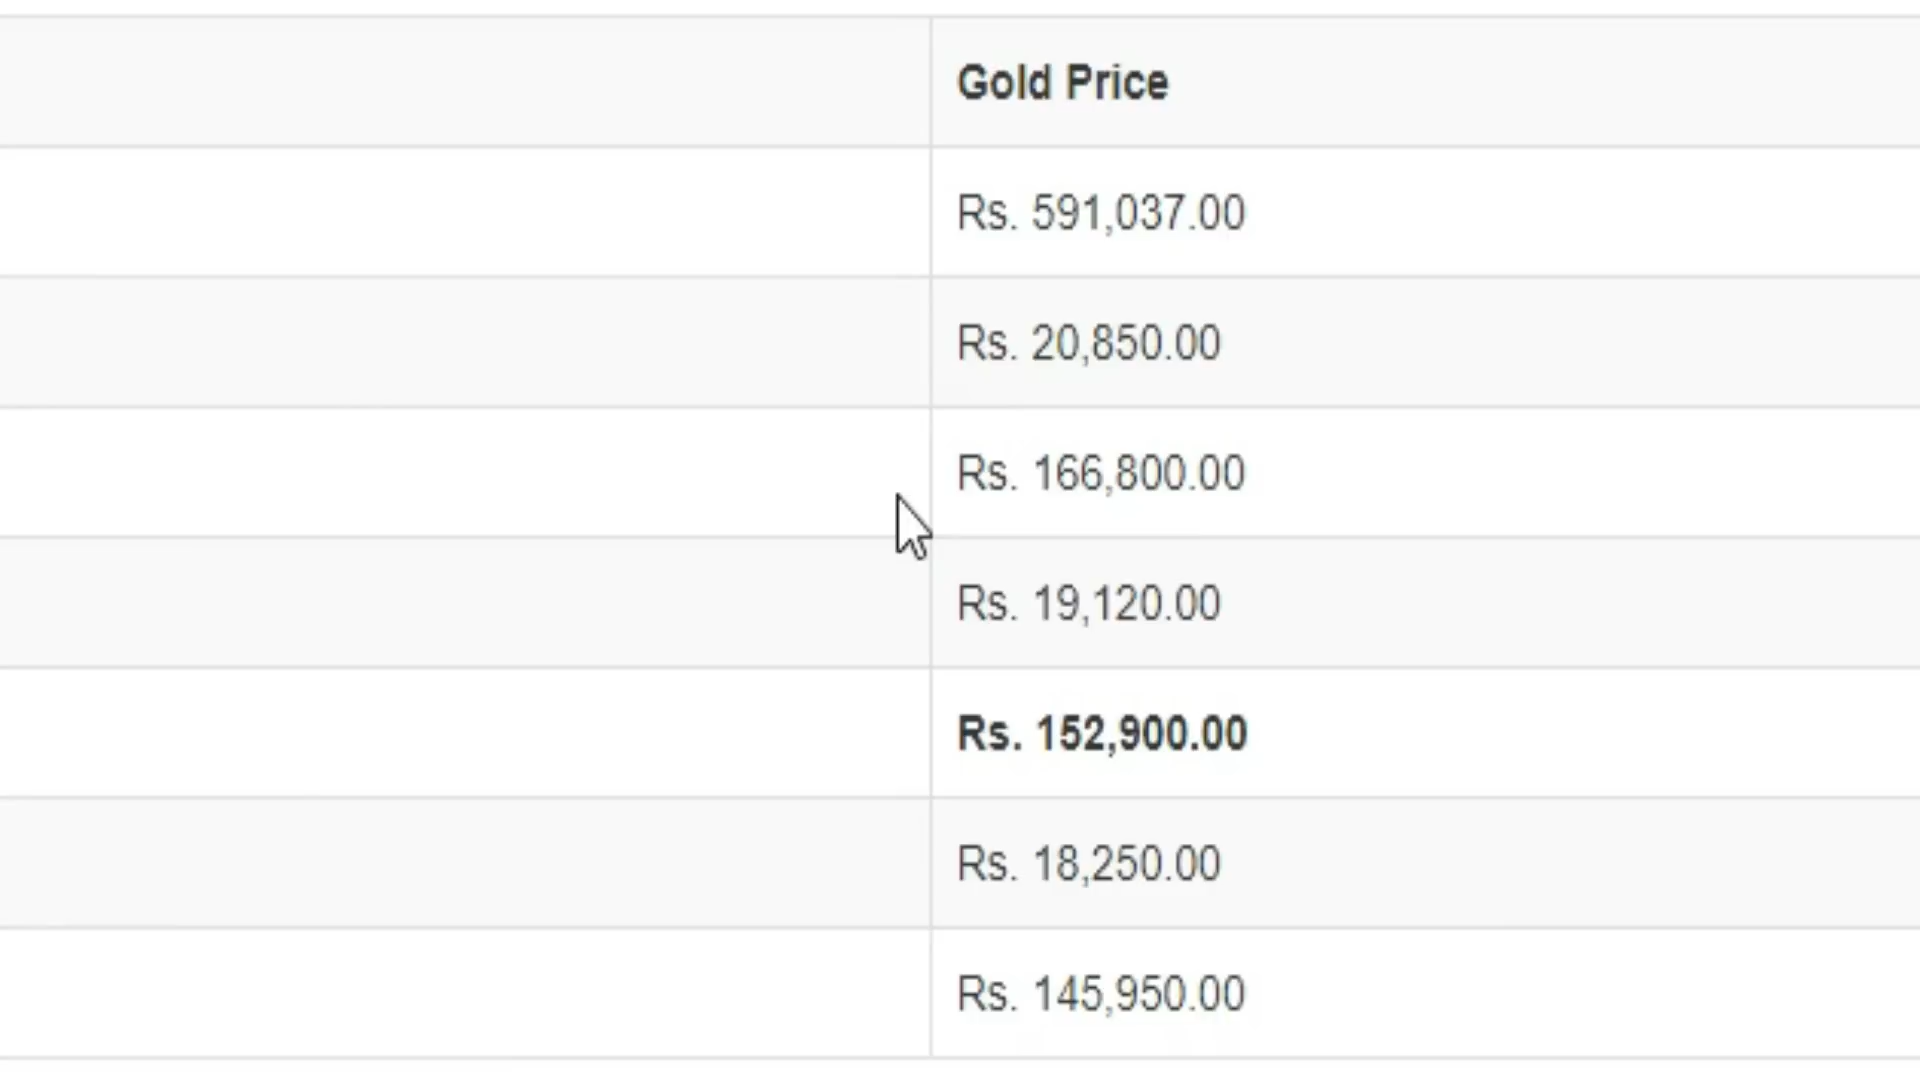 Gold Price
Rs. 591,037.00
Rs. 20,850.00
Rs. 166,800.00
Rs. 19,120.00
Rs. 152,900.00
Rs. 18,250.00
Rs. 145,950.00